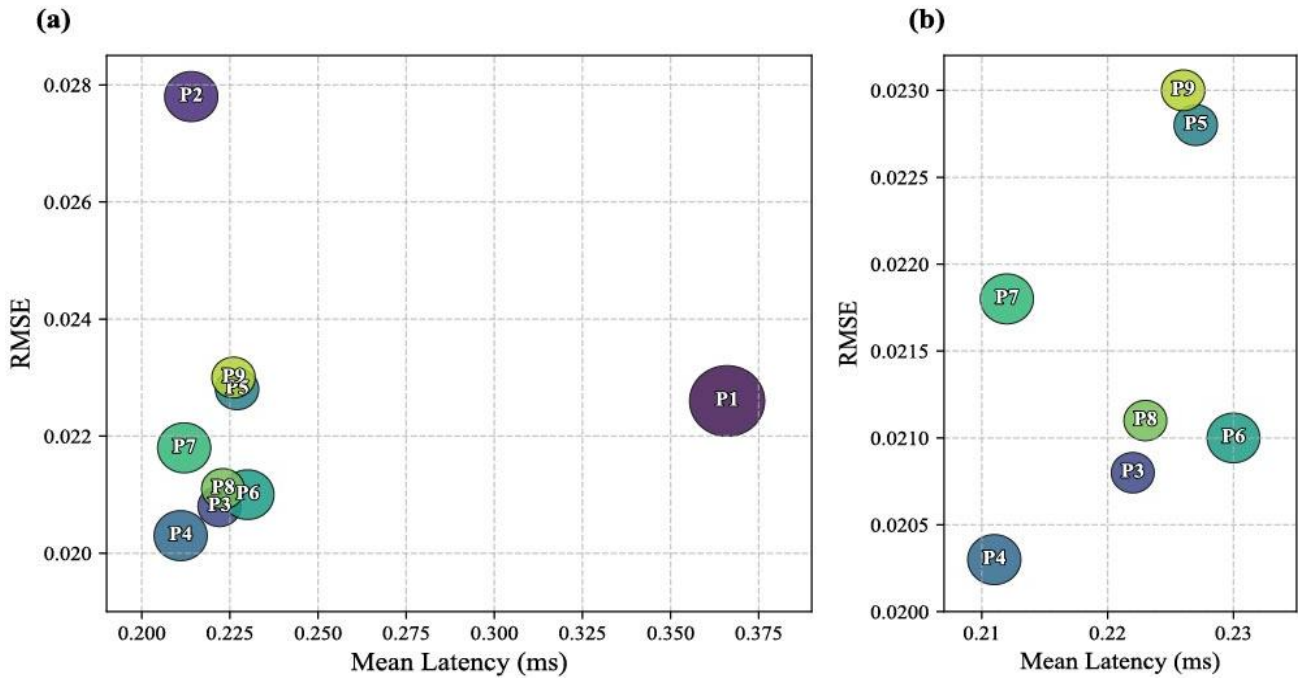 (a)
(b)
0.028
0.026
0.024
0.022
0.020
RMSE
P2
P9
P5
P7
P8
P6
P3
P4
P1
0.200
0.225
0.250
0.275
0.300
0.325
0.350
0.375
Mean Latency (ms)
0.0230
0.0225
0.0220
0.0215
0.0210
0.0205
0.0200
RMSE
P9
P5
P7
P8
P6
P3
P4
0.21
0.22
0.23
Mean Latency (ms)